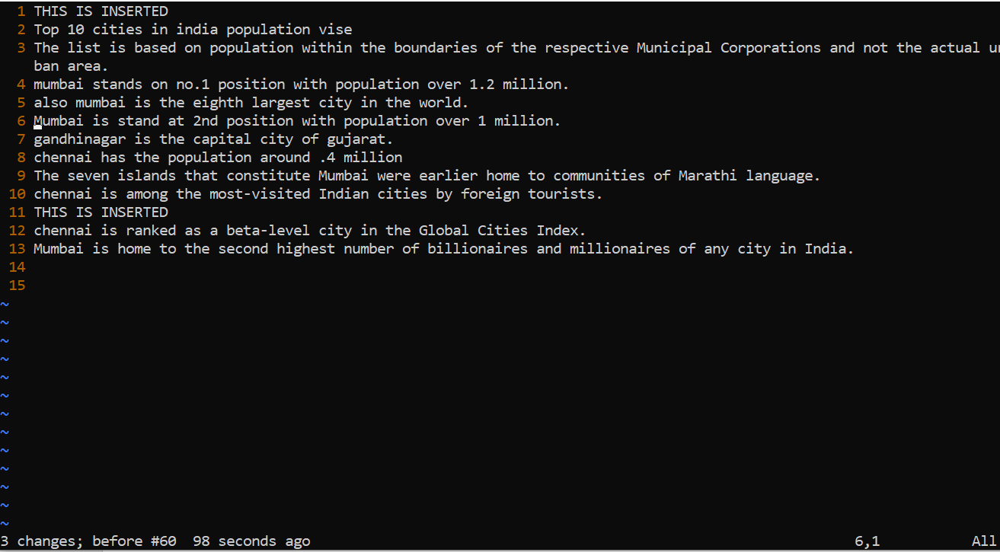 1 THIS IS INSERTED
2 Top 10 cities in india population vise
3 The list is based on population within the boundaries of the respective Municipal Corporations and not the actual ur
ban area.
4 mumbai stands on no.1 position with population over 1.2 million.
5 also mumbai is the eighth largest city in the world.
6 Mumbai is stand at 2nd position with population over 1 million.
7 gandhinagar is the capital city of gujarat.
8 chennai has the population around .4 million
9 The seven islands that constitute Mumbai were earlier home to communities of Marathi language.
10 chennai is among the most-visited Indian cities by foreign tourists.
11 THIS IS INSERTED
12 chennai is ranked as a beta-level city in the Global Cities Index.
13 Mumbai is home to the second highest number of billionaires and millionaires of any city in India.
14
15
~
~
~
~
~
~
~
~
~
~
~
~
~
3 changes; before #60  98 seconds ago 6,1 All